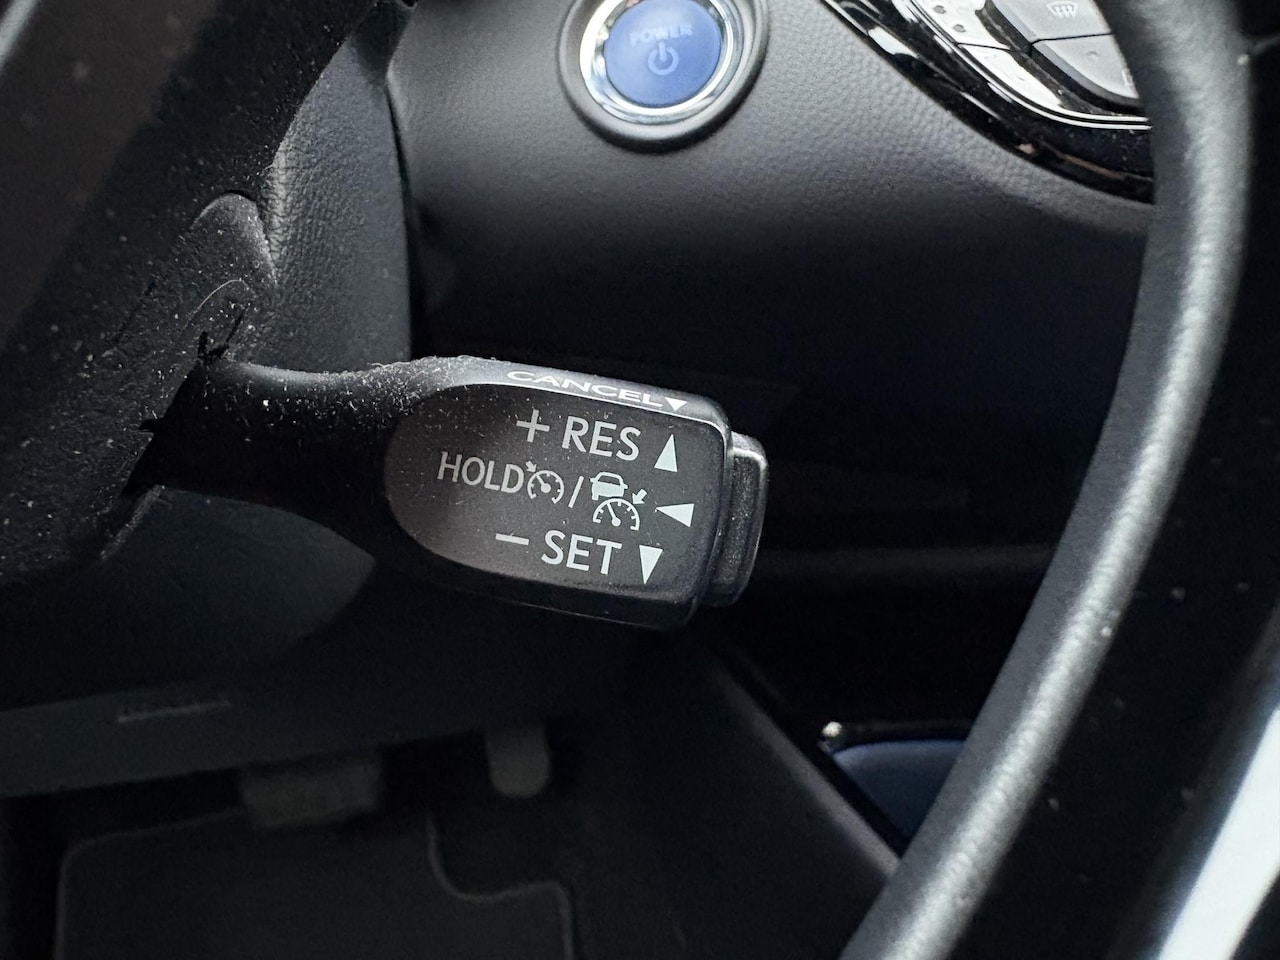 POWER
CANCEL▼
+ RES ▲
HOLD / ◀
− SET ▼